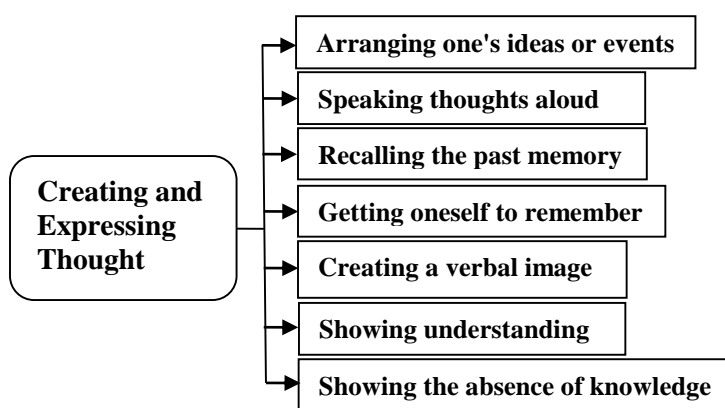 Creating and
Expressing
Thought
Arranging one's ideas or events
Speaking thoughts aloud
Recalling the past memory
Getting oneself to remember
Creating a verbal image
Showing understanding
Showing the absence of knowledge